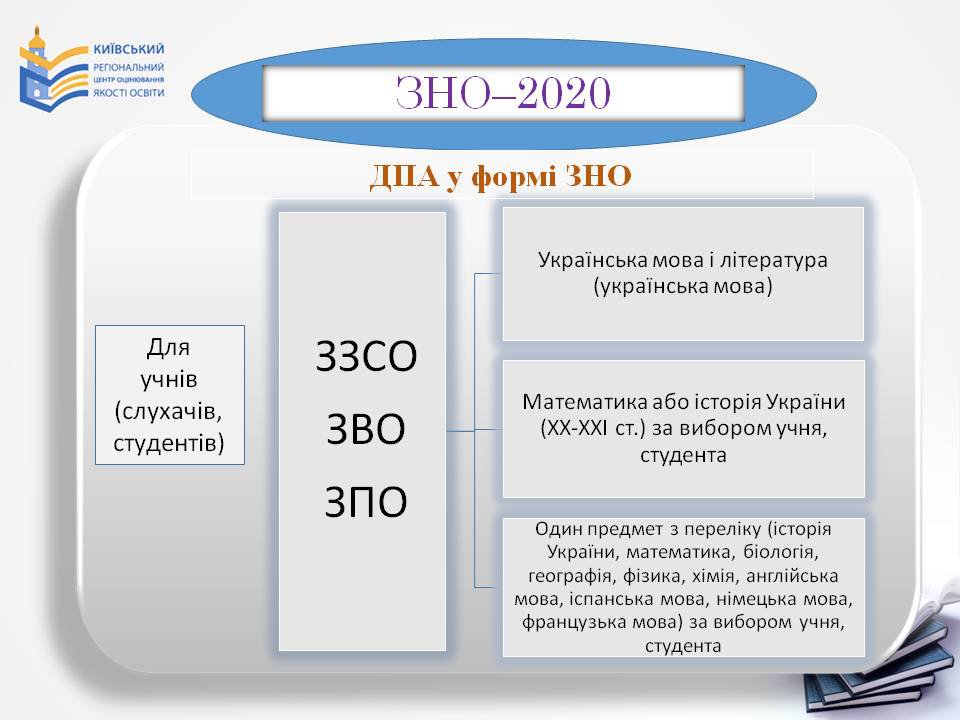 КИЇВСЬКИЙ
РЕГІОНАЛЬНИЙ
ЦЕНТР ОЦІНЮВАННЯ
ЯКОСТІ ОСВІТИ
ЗНО–2020
ДПА у формі ЗНО
Для
учнів
(слухачів,
студентів)
ЗЗСО
ЗВО
ЗПО
Українська мова і література
(українська мова)
Математика або історія України
(ХХ-ХХІ ст.) за вибором учня,
студента
Один предмет з переліку (історія
України, математика, біологія,
географія, фізика, хімія, англійська
мова, іспанська мова, німецька мова,
французька мова) за вибором учня,
студента